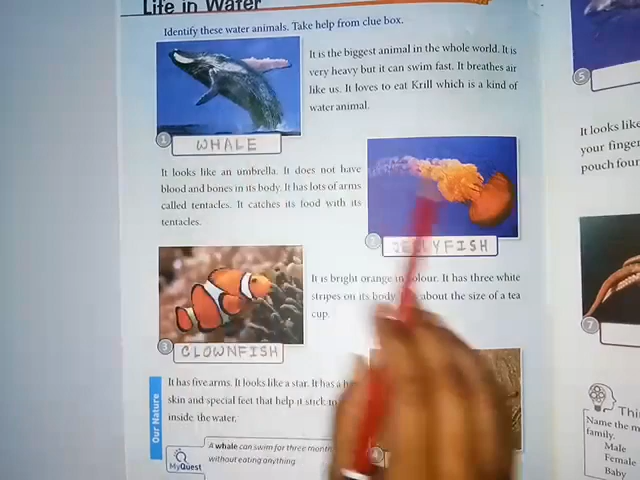 Life in Water
Identify these water animals. Take help from clue box.
It is the biggest animal in the whole world. It is
very heavy but it can swim fast. It breathes air
like us. It loves to eat Krill which is a kind of
water animal.
1
WHALE
It looks like an umbrella. It does not have
blood and bones in its body. It has lots of arms
called tentacles. It catches its food with its
tentacles.
2
JELLYFISH
It is bright orange in colour. It has three white
stripes on its body. about the size of a tea
cup.
3
CLOWNFISH
It has five arms. It looks like a star. It has a
skin and special feet that help it stick to
inside the water.
4
Our Nature
MyQuest
A whale can swim for three month
without eating anything
5
It looks like
your finger
pouch
7
Name the m
family.
Male
Female
Baby